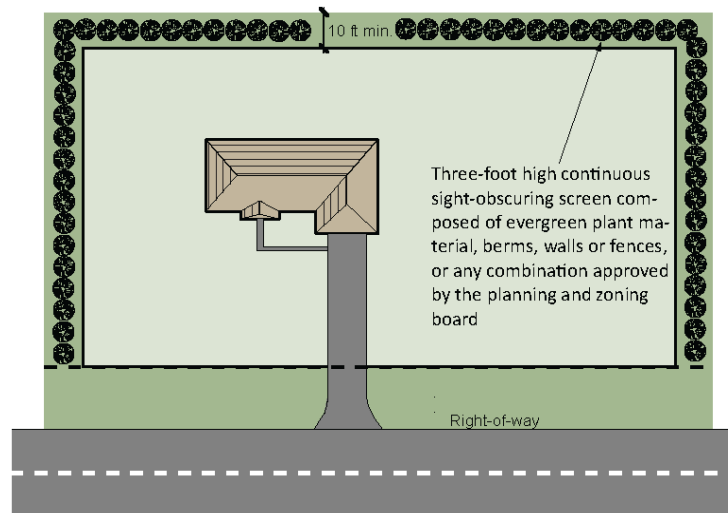 10 ft min.
Three-foot high continuous
sight-obscuring screen com-
posed of evergreen plant ma-
terial, berms, walls or fences,
or any combination approved
by the planning and zoning
board
Right-of-way